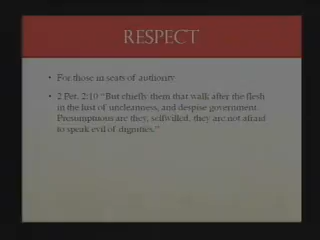 RESPECT
• For those in seats of authority
• 2 Pet. 2:10 "But chiefly them that walk after the flesh
in the lust of uncleanness, and despise government.
Presumptuous are they, selfwilled, they are not afraid
to speak evil of dignities."